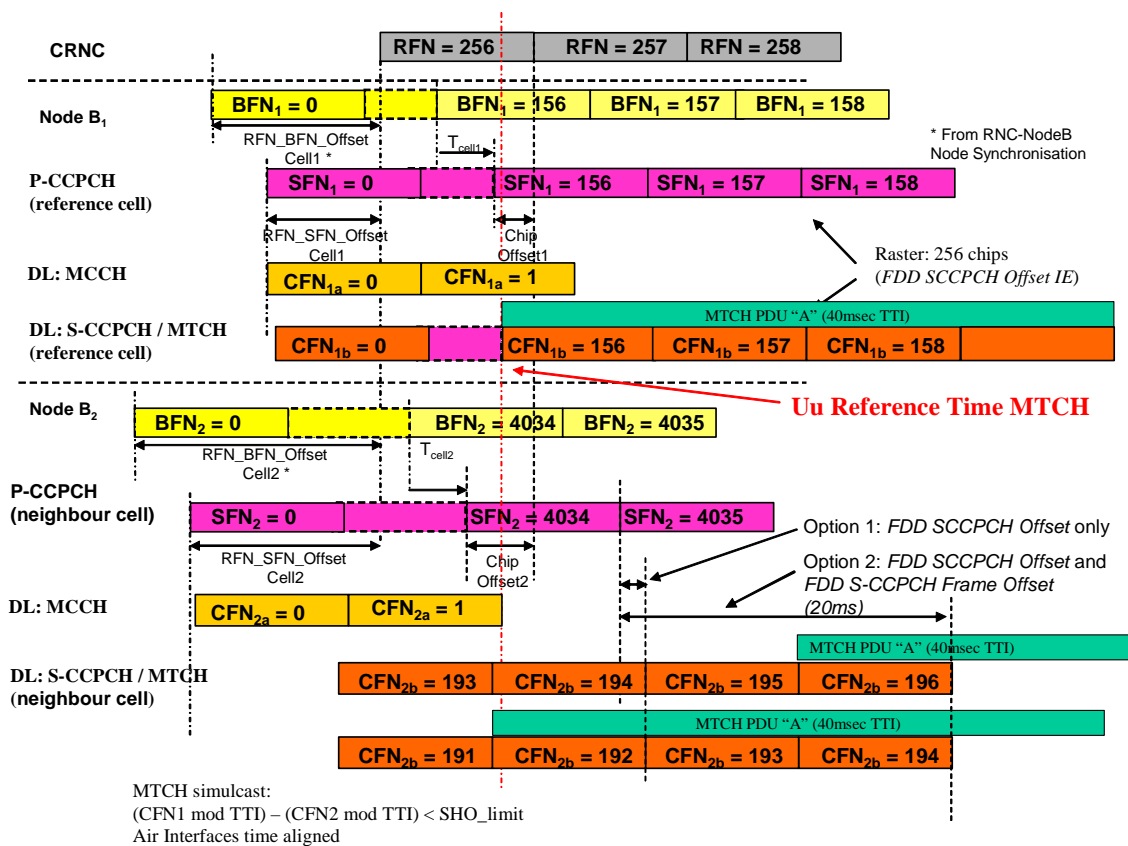 CRNC
RFN = 256
RFN = 257
RFN = 258
Node B1
BFN1 = 0
BFN1 = 156
BFN1 = 157
BFN1 = 158
RFN_BFN_Offset
Cell1 *
Tcell1
* From RNC-NodeB
Node Synchronisation
P-CCPCH
(reference cell)
SFN1 = 0
SFN1 = 156
SFN1 = 157
SFN1 = 158
RFN_SFN_Offset
Cell1
Chip
Offset1
Raster: 256 chips
(FDD SCCPCH Offset IE)
DL: MCCH
CFN1a = 0
CFN1a = 1
MTCH PDU “A” (40msec TTI)
DL: S-CCPCH / MTCH
(reference cell)
CFN1b = 0
CFN1b = 156
CFN1b = 157
CFN1b = 158
Uu Reference Time MTCH
Node B2
BFN2 = 0
BFN2 = 4034
BFN2 = 4035
RFN_BFN_Offset
Cell2 *
Tcell2
P-CCPCH
(neighbour cell)
SFN2 = 0
SFN2 = 4034
SFN2 = 4035
RFN_SFN_Offset
Cell2
Chip
Offset2
Option 1: FDD SCCPCH Offset only
Option 2: FDD SCCPCH Offset and
FDD S-CCPCH Frame Offset
(20ms)
DL: MCCH
CFN2a = 0
CFN2a = 1
MTCH PDU “A” (40msec TTI)
DL: S-CCPCH / MTCH
(neighbour cell)
CFN2b = 193
CFN2b = 194
CFN2b = 195
CFN2b = 196
MTCH PDU “A” (40msec TTI)
CFN2b = 191
CFN2b = 192
CFN2b = 193
CFN2b = 194
MTCH simulcast:
(CFN1 mod TTI) – (CFN2 mod TTI) < SHO_limit
Air Interfaces time aligned